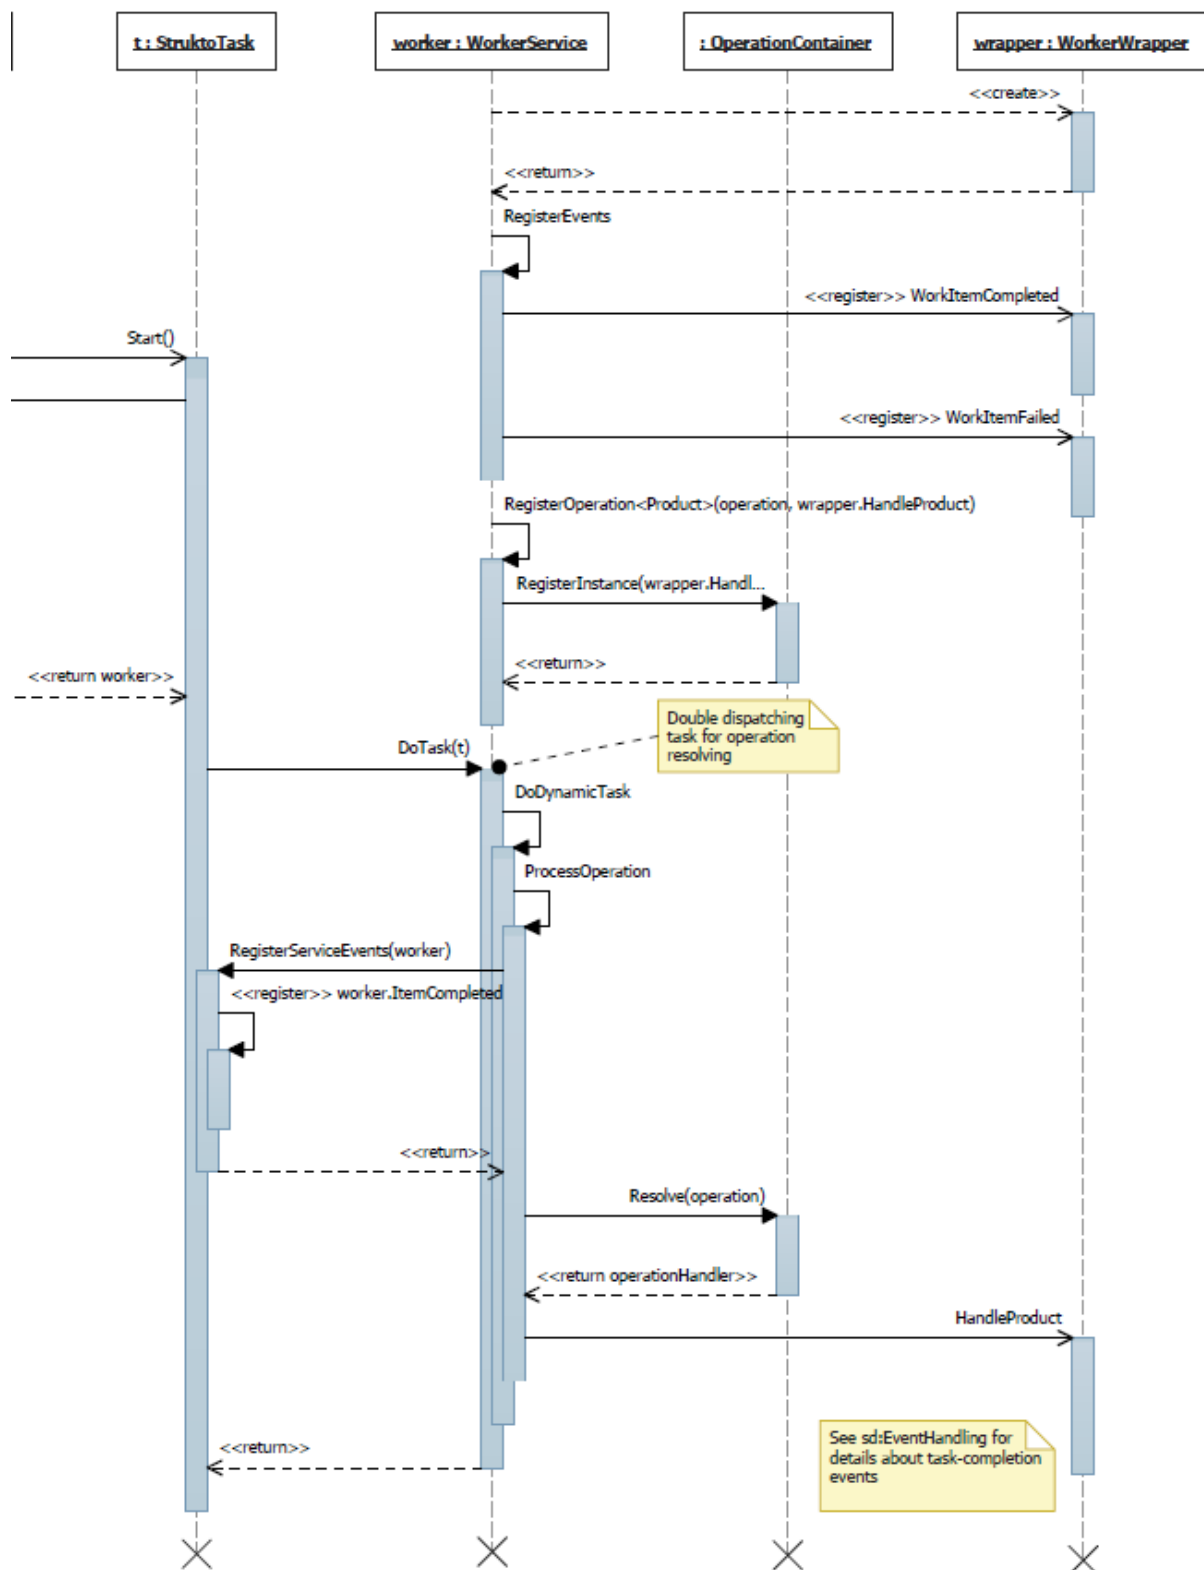 t : StruktoTask
worker : WorkerService
: OperationContainer
wrapper : WorkerWrapper
<<create>>
<<return>>
RegisterEvents
<<register>> WorkItemCompleted
Start()
<<register>> WorkItemFailed
RegisterOperation<Product>(operation, wrapper.HandleProduct)
RegisterInstance(wrapper.Handl...
<<return>>
<<return worker>>
Double dispatching
task for operation
resolving
DoTask(t)
DoDynamicTask
ProcessOperation
RegisterServiceEvents(worker)
<<register>> worker.ItemCompleted
<<return>>
Resolve(operation)
<<return operationHandler>>
HandleProduct
See sd:EventHandling for
details about task-completion
events
<<return>>